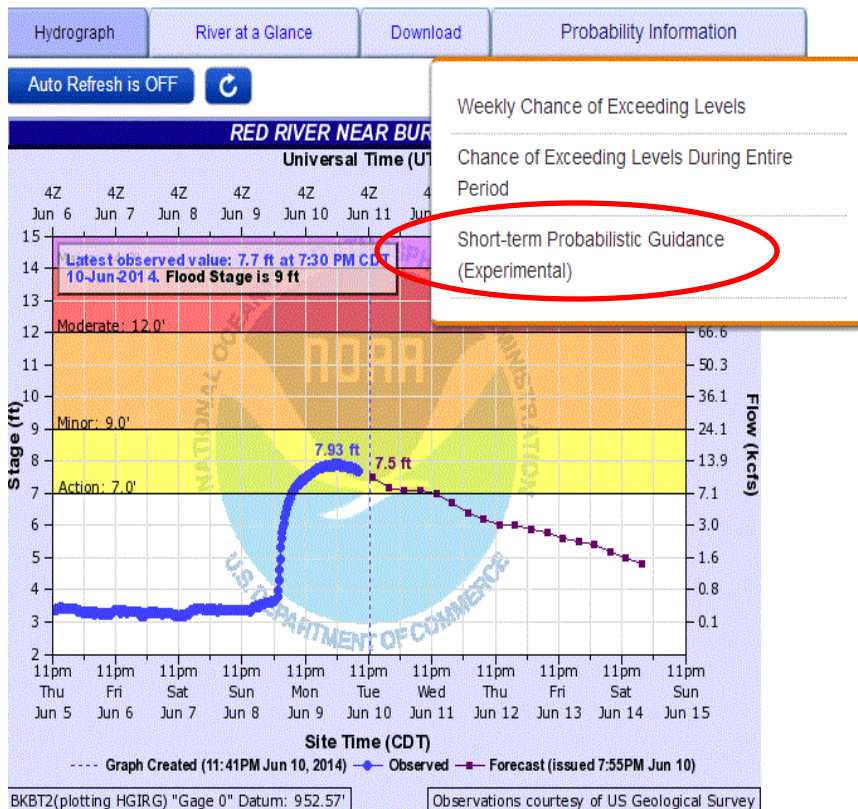 Hydrograph
River at a Glance
Download
Probability Information
Auto Refresh is OFF
Weekly Chance of Exceeding Levels
Chance of Exceeding Levels During Entire
Period
Short-term Probabilistic Guidance
(Experimental)
RED RIVER NEAR BUR
Universal Time (UT
4Z 4Z 4Z 4Z 4Z 4Z
Jun 6 Jun 7 Jun 8 Jun 9 Jun 10 Jun 11 Jun
Latest observed value: 7.7 ft at 7:30 PM CDT
10-Jun-2014. Flood Stage is 9 ft
Stage (ft)
15
14
13
12
11
10
9
8
7
6
5
4
3
2
Moderate: 12.0'
Minor: 9.0'
Action: 7.0'
7.93 ft
7.5 ft
NOAA
U.S. DEPARTMENT OF COMMERCE
66.6
50.3
36.1
24.1
13.9
7.1
3.0
1.6
0.8
0.1
Flow (kcfs)
11pm 11pm 11pm 11pm 11pm 11pm 11pm 11pm 11pm 11pm 11pm
Thu Fri Sat Sun Mon Tue Wed Thu Fri Sat Sun
Jun 5 Jun 6 Jun 7 Jun 8 Jun 9 Jun 10 Jun 11 Jun 12 Jun 13 Jun 14 Jun 15
Site Time (CDT)
Graph Created (11:41PM Jun 10, 2014) Observed Forecast (issued 7:55PM Jun 10)
BKBT2(plotting HGIRG) "Gage 0" Datum: 952.57'
Observations courtesy of US Geological Survey